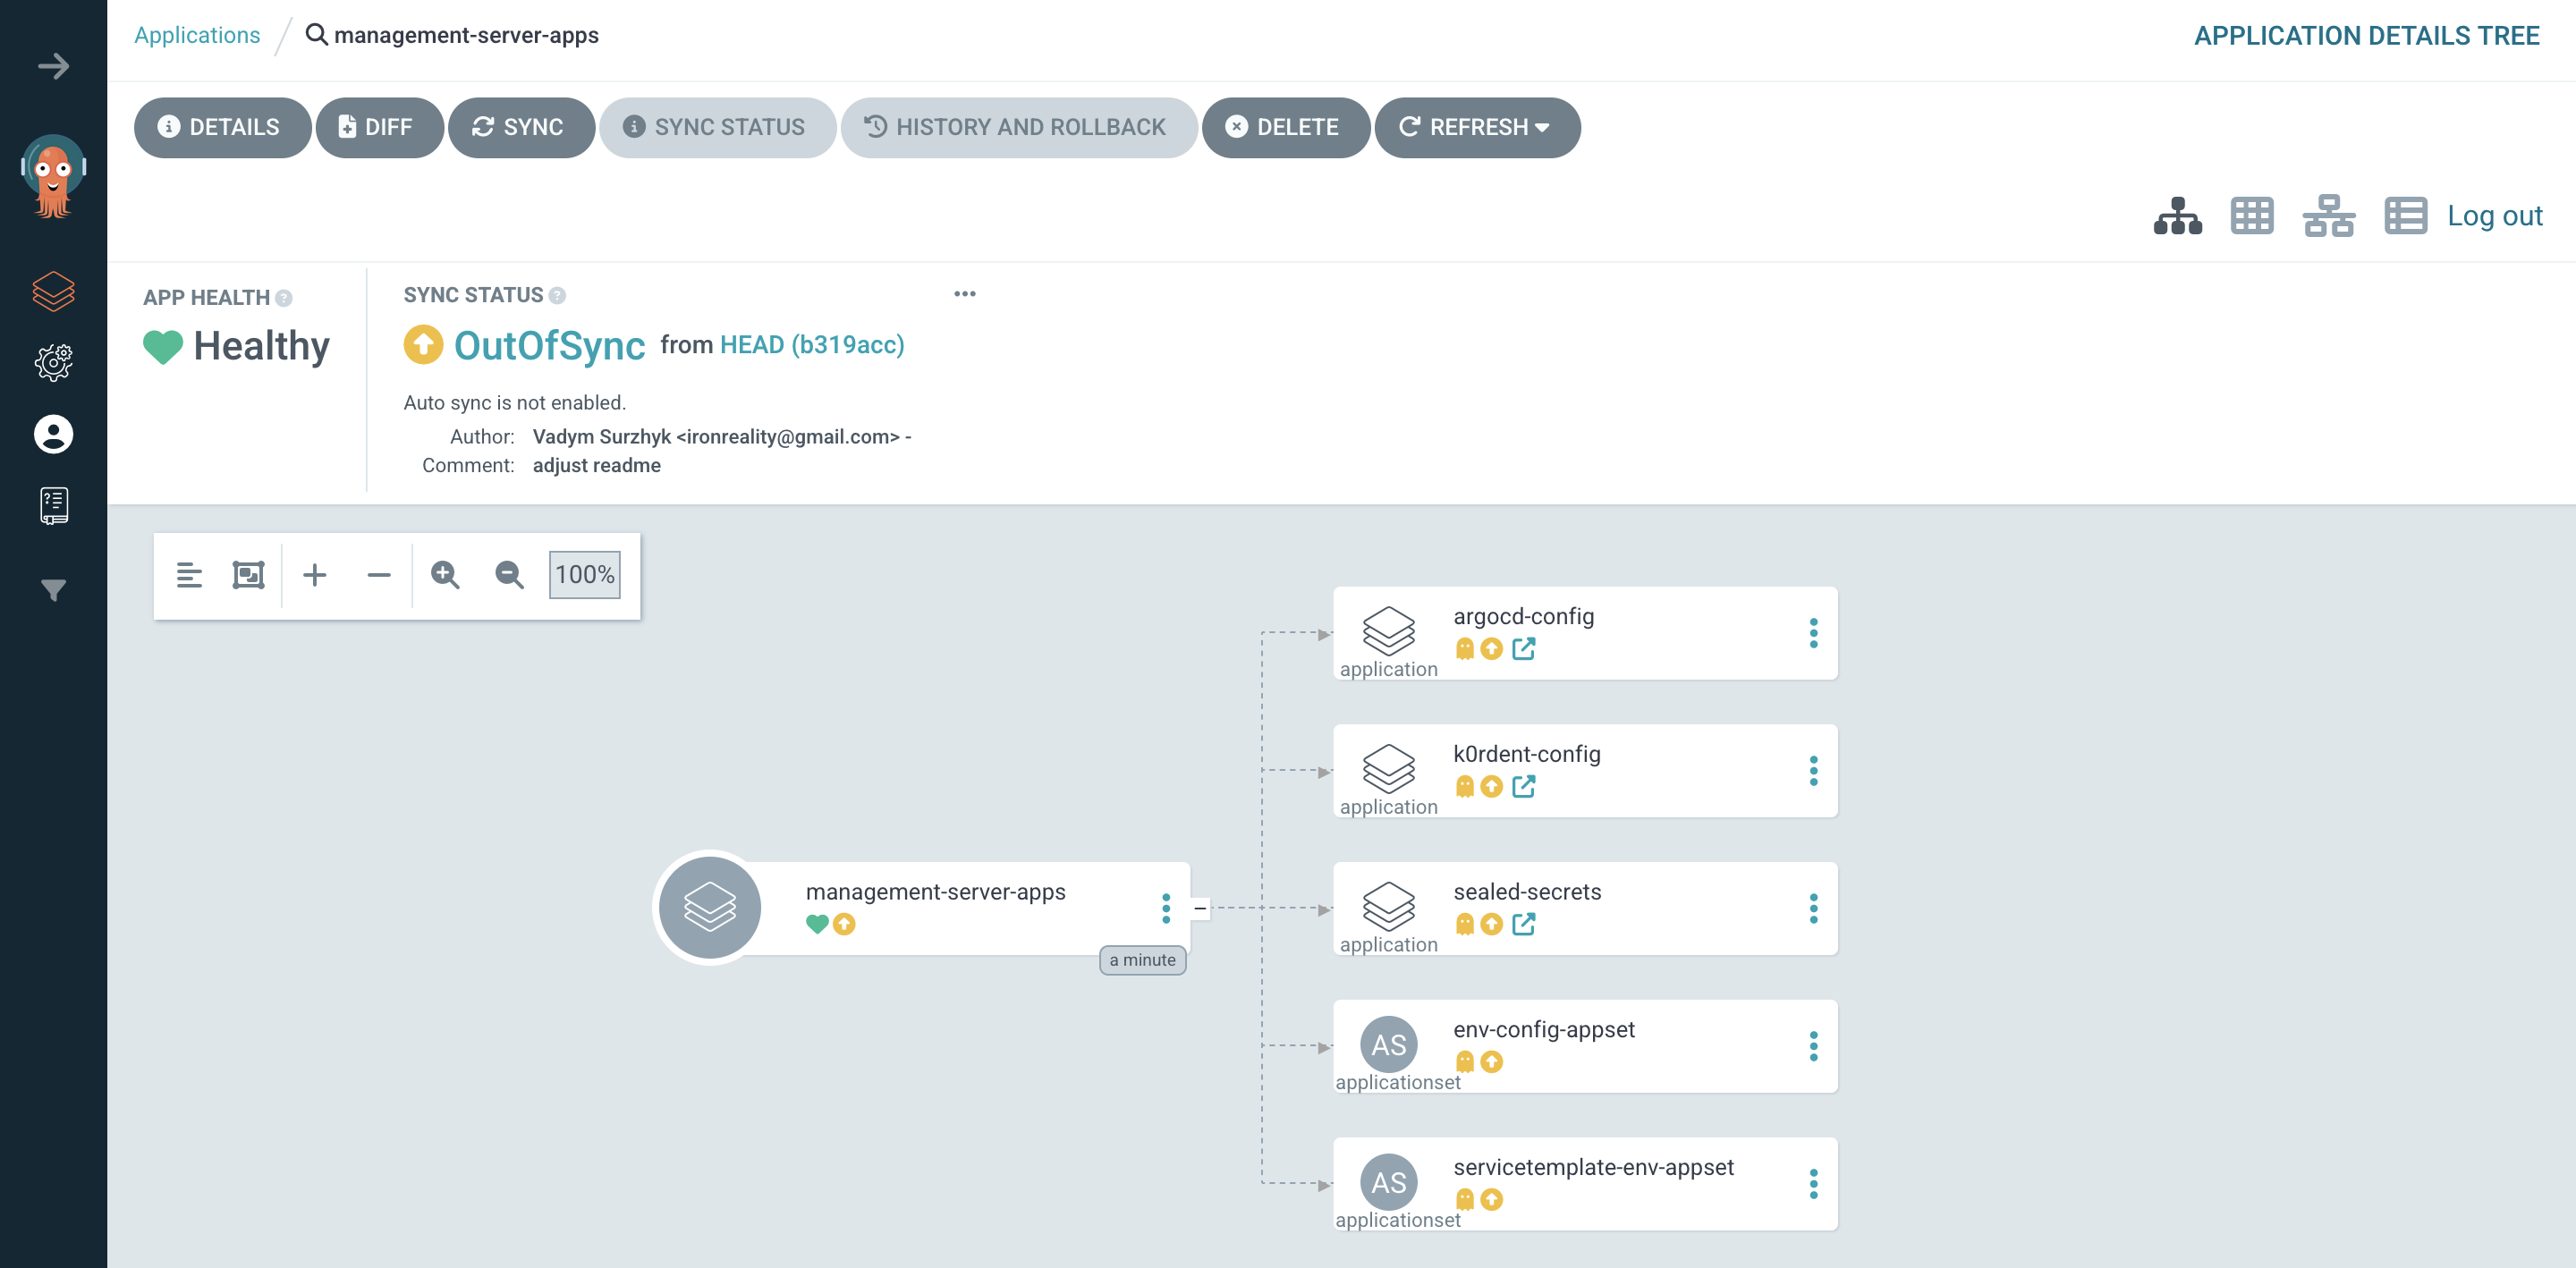 Applications / management-server-apps
APPLICATION DETAILS TREE
DETAILS DIFF SYNC SYNC STATUS HISTORY AND ROLLBACK DELETE REFRESH
Log out
APP HEALTH ?
Healthy
SYNC STATUS ?
OutOfSync from HEAD (b319acc)
Auto sync is not enabled.
Author: Vadym Surzhyk <ironreality@gmail.com> -
Comment: adjust readme
100%
argocd-config
application
k0rdent-config
application
management-server-apps
a minute
sealed-secrets
application
AS
env-config-appset
applicationset
AS
servicetemplate-env-appset
applicationset